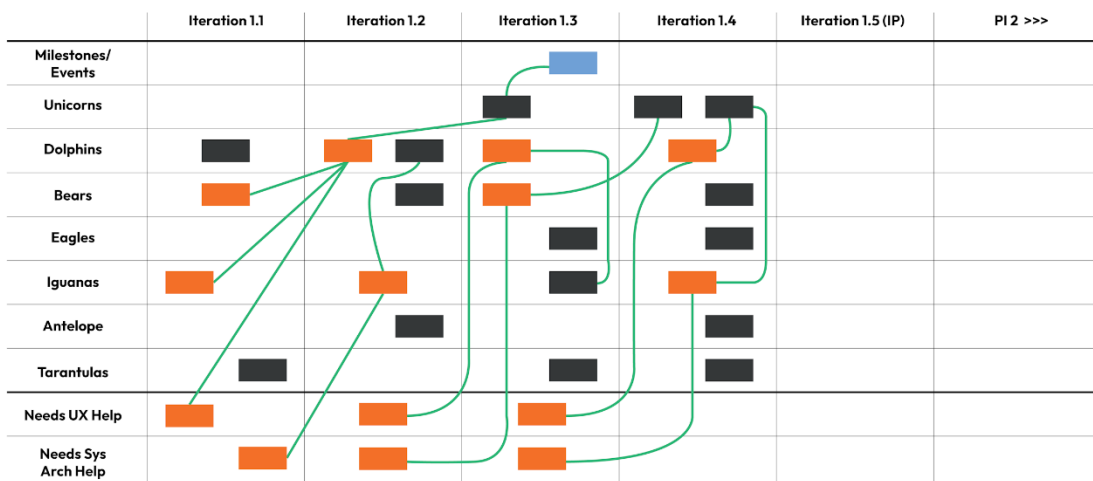 Iteration 1.1
Iteration 1.2
Iteration 1.3
Iteration 1.4
Iteration 1.5 (IP)
PI 2 >>>
Milestones/
Events
Unicorns
Dolphins
Bears
Eagles
Iguanas
Antelope
Tarantulas
Needs UX Help
Needs Sys
Arch Help